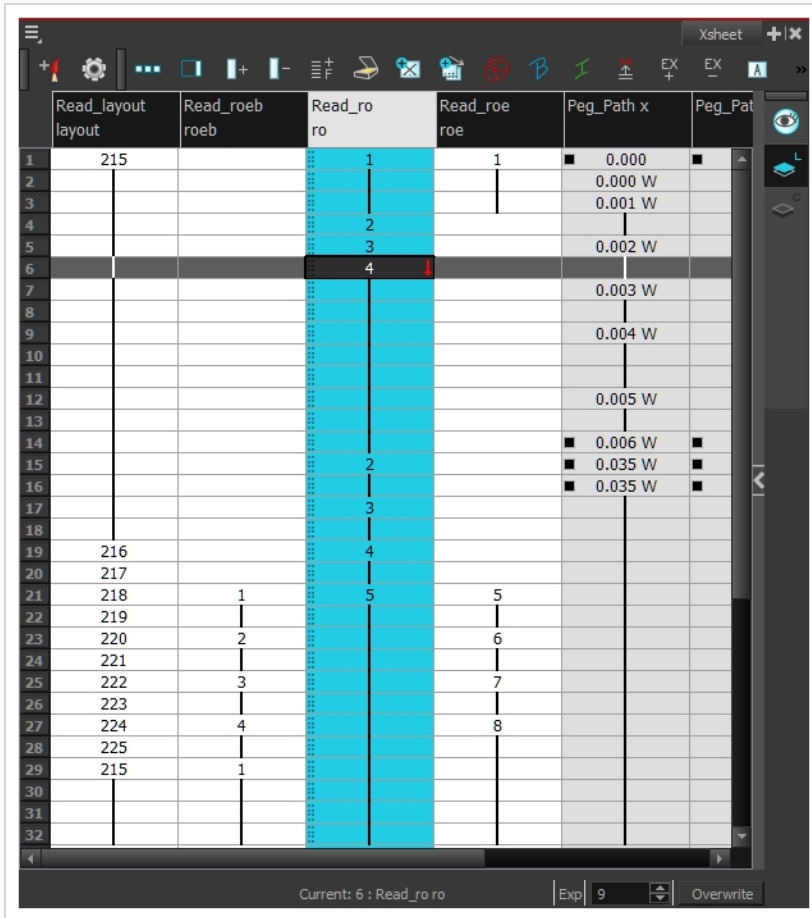 Xsheet
EX EX A »
Read_layout Read_roeb Read_ro Read_roe Peg_Path x Peg_Pat
layout roeb ro roe
L
C
1 215 1 1 0.000
2 0.000 W
3 0.001 W
4 2
5 3 0.002 W
6 4
7 0.003 W
8
9 0.004 W
10
11
12 0.005 W
13
14 0.006 W
15 2 0.035 W
16 0.035 W
17 3
18
19 216 4
20 217
21 218 1 5 5
22 219
23 220 2 6
24 221
25 222 3 7
26 223
27 224 4 8
28 225
29 215 1
30
31
32
Current: 6 : Read_ro ro Exp 9 Overwrite